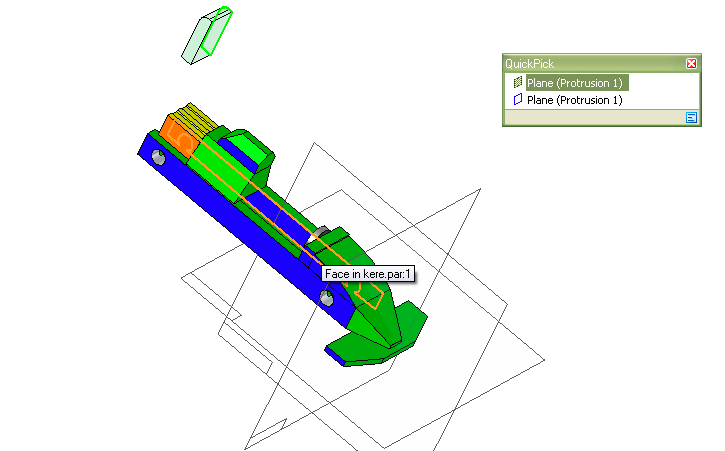 QuickPick
Plane (Protrusion 1)
Plane (Protrusion 1)
Face in kere.par:1